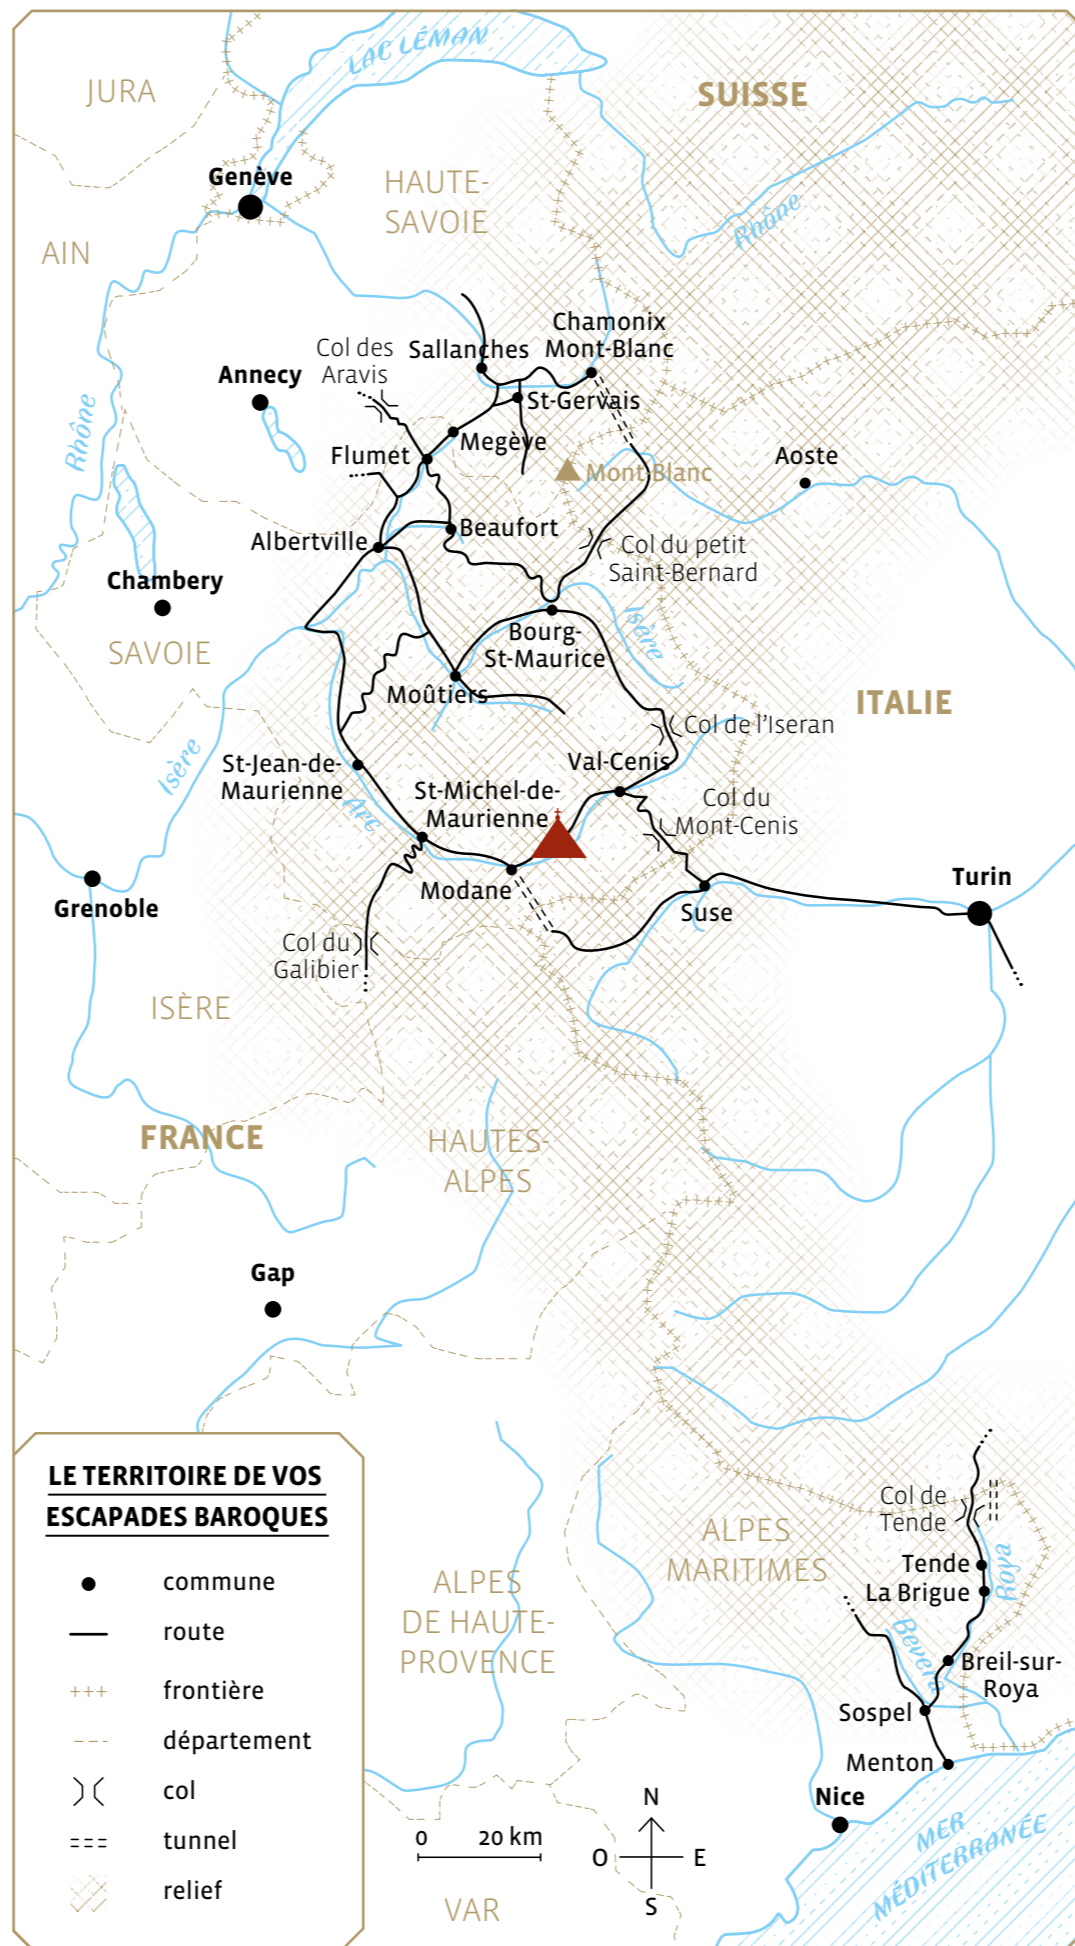 LAC LÉMAN
JURA
SUISSE
Genève
HAUTE-
SAVOIE
Rhône
AIN
Chamonix
Mont-Blanc
Col des
Aravis
Sallanches
Annecy
St-Gervais
Rhône
Megève
Flumet
Mont-Blanc
Aoste
Beaufort
Albertville
Col du petit
Saint-Bernard
Chambery
Isère
Bourg-
St-Maurice
SAVOIE
Moûtiers
ITALIE
Col de l'Iseran
Isère
Val-Cenis
St-Jean-de-
Maurienne
Arc
St-Michel-de-
Maurienne
Col du
Mont-Cenis
Modane
Turin
Grenoble
Suse
Col du
Galibier
ISÈRE
FRANCE
HAUTES-
ALPES
Gap
LE TERRITOIRE DE VOS
ESCAPADES BAROQUES
commune
route
frontière
département
col
tunnel
relief
Col de
Tende
ALPES
MARITIMES
Tende
La Brigue
Roya
ALPES
DE HAUTE-
PROVENCE
Bevera
Breil-sur-
Roya
Sospel
Menton
Nice
MER
MÉDITERRANÉE
0 20 km
N
O E
S
VAR